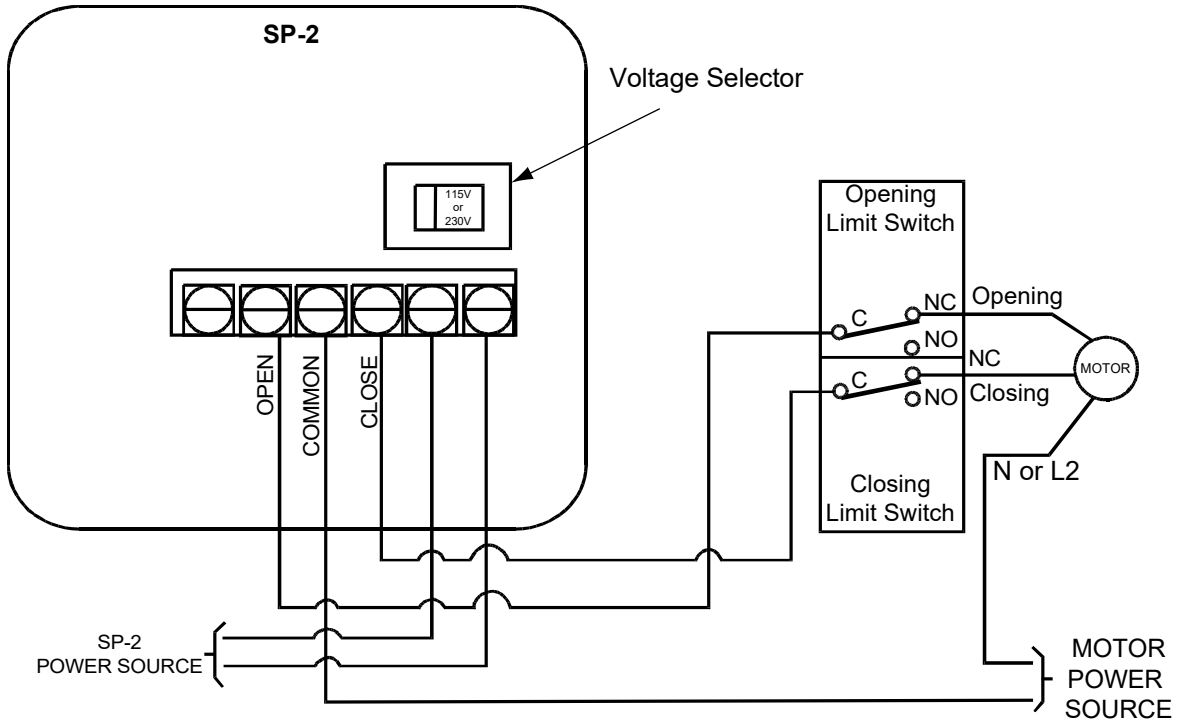 SP-2
Voltage Selector
115V
or
230V
Opening
Limit Switch
C
NC
Opening
NO
C
NC
NO
Closing
MOTOR
Closing
Limit Switch
N or L2
OPEN
COMMON
CLOSE
SP-2
POWER SOURCE
MOTOR
POWER
SOURCE